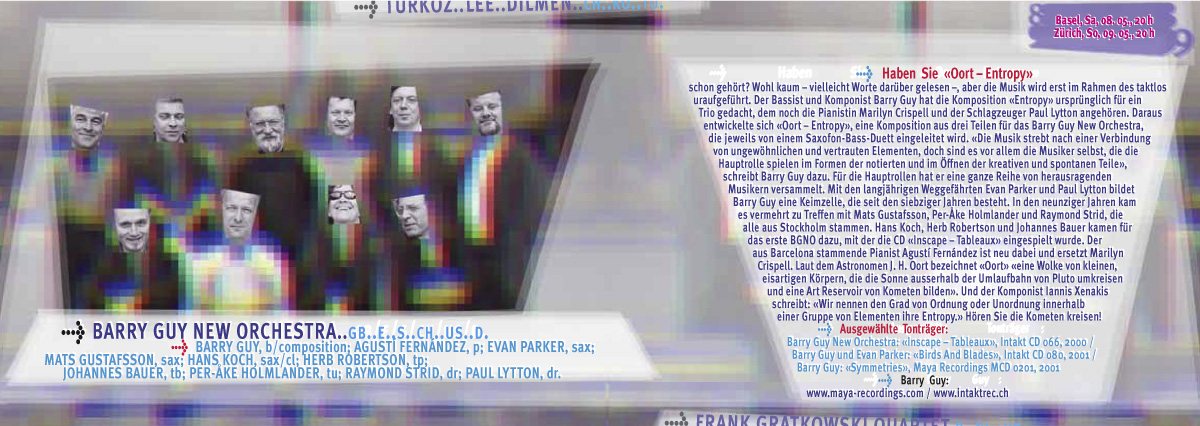 TÜRKÖZ..LEE..DILMEN..
BARRY GUY NEW ORCHESTRA..GB..E../S../CH../US../D.
BARRY GUY, b/composition; AGUSTÍ FERNÁNDEZ, p; EVAN PARKER, sax;
MATS GUSTAFSSON, sax; HANS KOCH, sax/cl; HERB ROBERTSON, tp;
JOHANNES BAUER, tb; PER-ÅKE HOLMLANDER, tu; RAYMOND STRID, dr; PAUL LYTTON, dr.
8
Basel, Sa, 08. 05., 20 h
Zürich, So, 09. 05., 20 h
9
Haben Sie «Oort – Entropy»
schon gehört? Wohl kaum – vielleicht Worte darüber gelesen –, aber die Musik wird erst im Rahmen des taktlos
uraufgeführt. Der Bassist und Komponist Barry Guy hat die Komposition «Entropy» ursprünglich für ein
Trio gedacht, dem noch die Pianistin Marilyn Crispell und der Schlagzeuger Paul Lytton angehören. Daraus
entwickelte sich «Oort – Entropy», eine Komposition aus drei Teilen für das Barry Guy New Orchestra,
die jeweils von einem Saxofon-Bass-Duett eingeleitet wird. «Die Musik strebt nach einer Verbindung
von ungewöhnlichen und vertrauten Elementen, doch sind es vor allem die Musiker selbst, die die
Hauptrolle spielen im Formen der notierten und im Öffnen der kreativen und spontanen Teile»,
schreibt Barry Guy dazu. Für die Hauptrollen hat er eine ganze Reihe von herausragenden
Musikern versammelt. Mit den langjährigen Weggefährten Evan Parker und Paul Lytton bildet
Barry Guy eine Keimzelle, die seit den siebziger Jahren besteht. In den neunziger Jahren kam
es vermehrt zu Treffen mit Mats Gustafsson, Per-Åke Holmlander und Raymond Strid, die
alle aus Stockholm stammen. Hans Koch, Herb Robertson und Johannes Bauer kamen für
das erste BGNO dazu, mit der die CD «Inscape – Tableaux» eingespielt wurde. Der
aus Barcelona stammende Pianist Agustí Fernández ist neu dabei und ersetzt Marilyn
Crispell. Laut dem Astronomen J. H. Oort bezeichnet «Oort» «eine Wolke von kleinen,
eisartigen Körpern, die die Sonne ausserhalb der Umlaufbahn von Pluto umkreisen
und eine Art Reservoir von Kometen bilden». Und der Komponist Iannis Xenakis
schreibt: «Wir nennen den Grad von Ordnung oder Unordnung innerhalb
einer Gruppe von Elementen ihre Entropy.» Hören Sie die Kometen kreisen!
Ausgewählte Tonträger:
Barry Guy New Orchestra: «Inscape – Tableaux», Intakt CD 066, 2000 /
Barry Guy und Evan Parker: «Birds And Blades», Intakt CD 080, 2001 /
Barry Guy: «Symmetries», Maya Recordings MCD 0201, 2001
Barry Guy:
www.maya-recordings.com / www.intaktrec.ch
FRANK GRATKOWSKI QUARTET